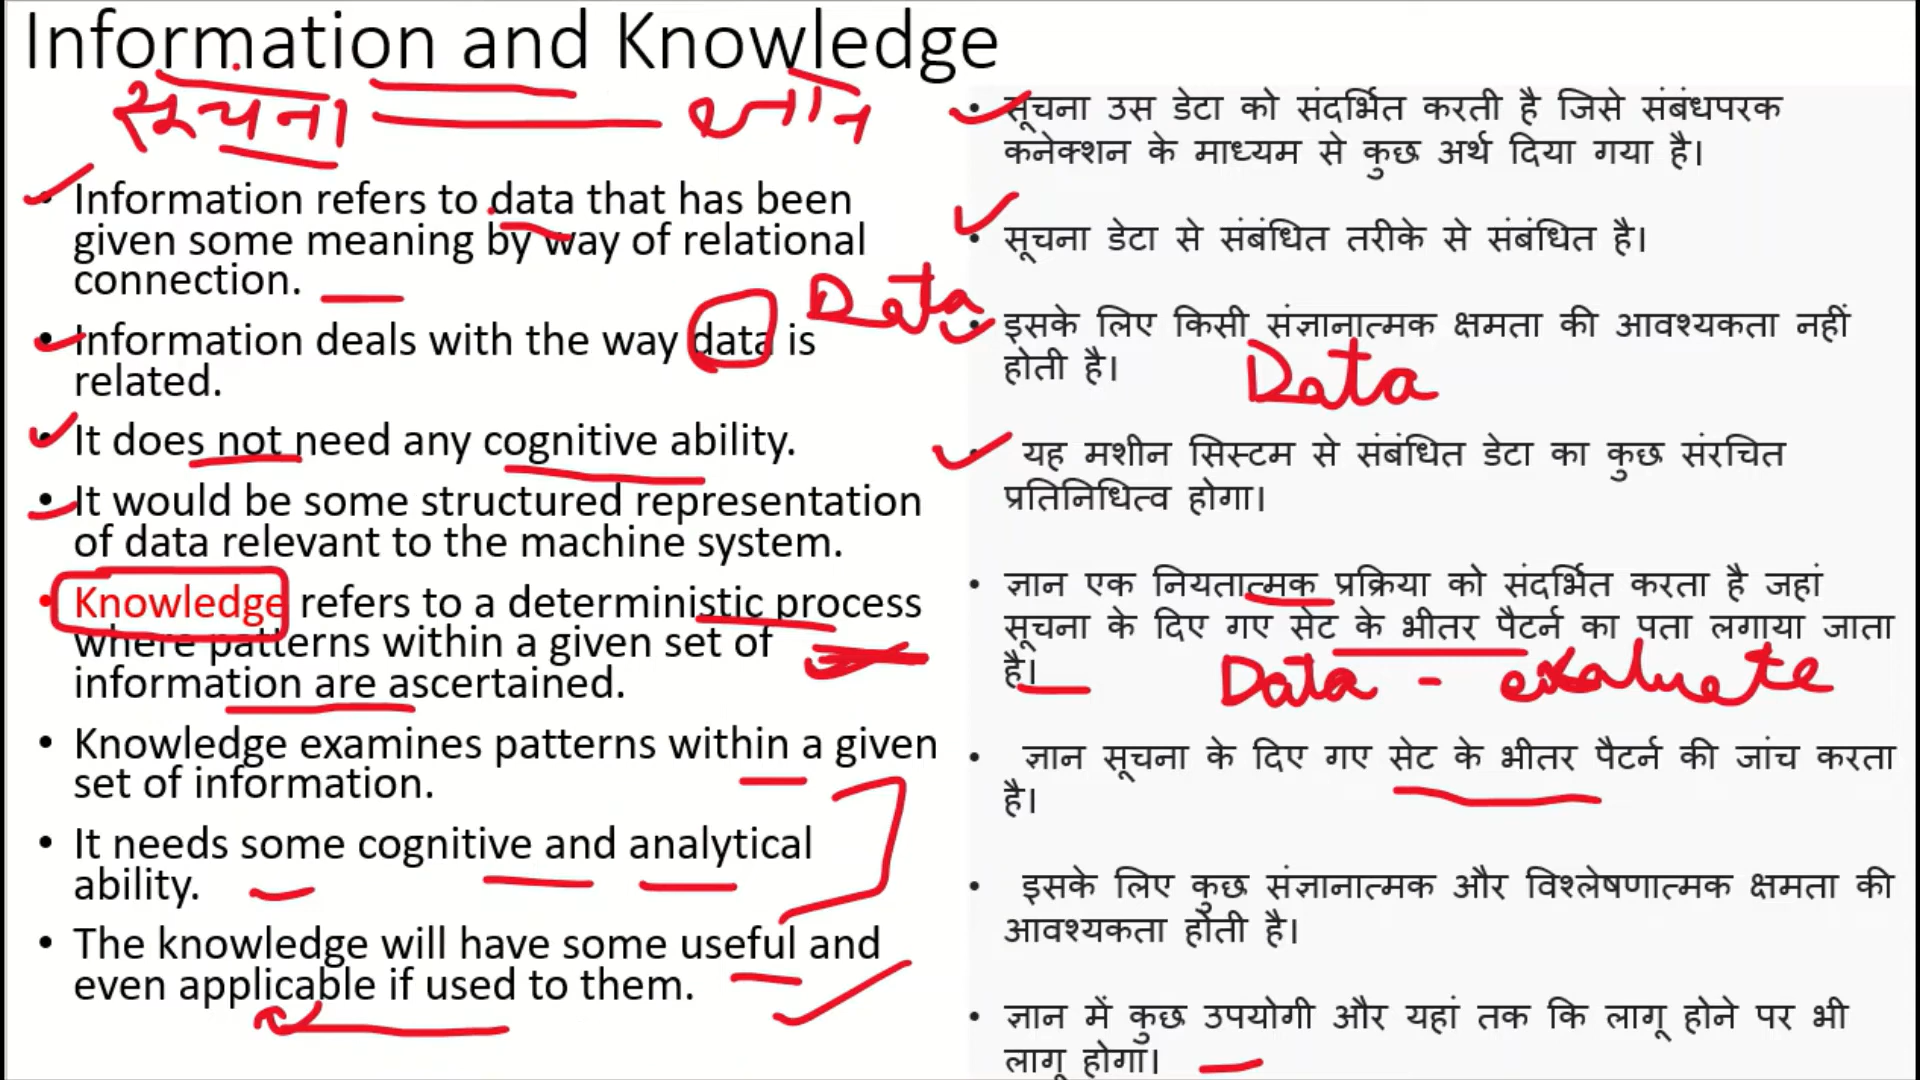 Information and Knowledge
सूचना ज्ञान
• Information refers to data that has been
given some meaning by way of relational
connection.
Data
• Information deals with the way data is
related.
• It does not need any cognitive ability.
• It would be some structured representation
of data relevant to the machine system.
• Knowledge refers to a deterministic process
where patterns within a given set of
information are ascertained.
• Knowledge examines patterns within a given
set of information.
• It needs some cognitive and analytical
ability.
• The knowledge will have some useful and
even applicable if used to them.
• सूचना उस डेटा को संदर्भित करती है जिसे संबंधपरक
कनेक्शन के माध्यम से कुछ अर्थ दिया गया है।
• सूचना डेटा से संबंधित तरीके से संबंधित है।
• इसके लिए किसी संज्ञानात्मक क्षमता की आवश्यकता नहीं
होती है।
Data
• यह मशीन सिस्टम से संबंधित डेटा का कुछ संरचित
प्रतिनिधित्व होगा।
• ज्ञान एक नियतात्मक प्रक्रिया को संदर्भित करता है जहां
सूचना के दिए गए सेट के भीतर पैटर्न का पता लगाया जाता
है।
Data - evaluete
• ज्ञान सूचना के दिए गए सेट के भीतर पैटर्न की जांच करता
है।
• इसके लिए कुछ संज्ञानात्मक और विश्लेषणात्मक क्षमता की
आवश्यकता होती है।
• ज्ञान में कुछ उपयोगी और यहां तक कि लागू होने पर भी
लागू होगा।